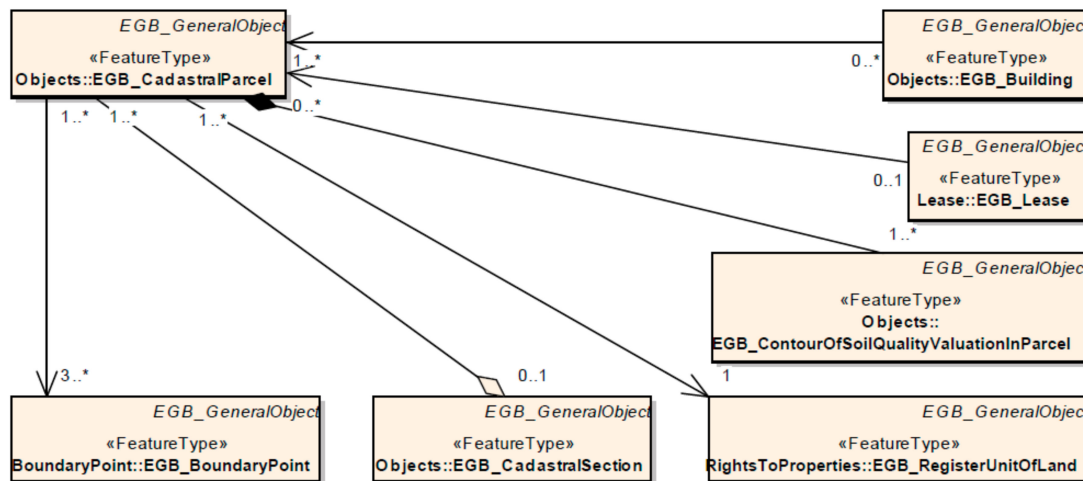 EGB_GeneralObject
«FeatureType»
Objects::EGB_CadastralParcel
EGB_GeneralObjec
«FeatureType»
Objects::EGB_Building
1..*
0..*
0..*
EGB_GeneralObjec
«FeatureType»
Lease::EGB_Lease
0..1
1..*
1..*
1..*
1..*
EGB_GeneralObjec
«FeatureType»
Objects::
EGB_ContourOfSoilQualityValuationInParcel
3..*
0..1
1
EGB_GeneralObject
«FeatureType»
BoundaryPoint::EGB_BoundaryPoint
EGB_GeneralObject
«FeatureType»
Objects::EGB_CadastralSection
EGB_GeneralObjec
«FeatureType»
RightsToProperties::EGB_RegisterUnitOfLand